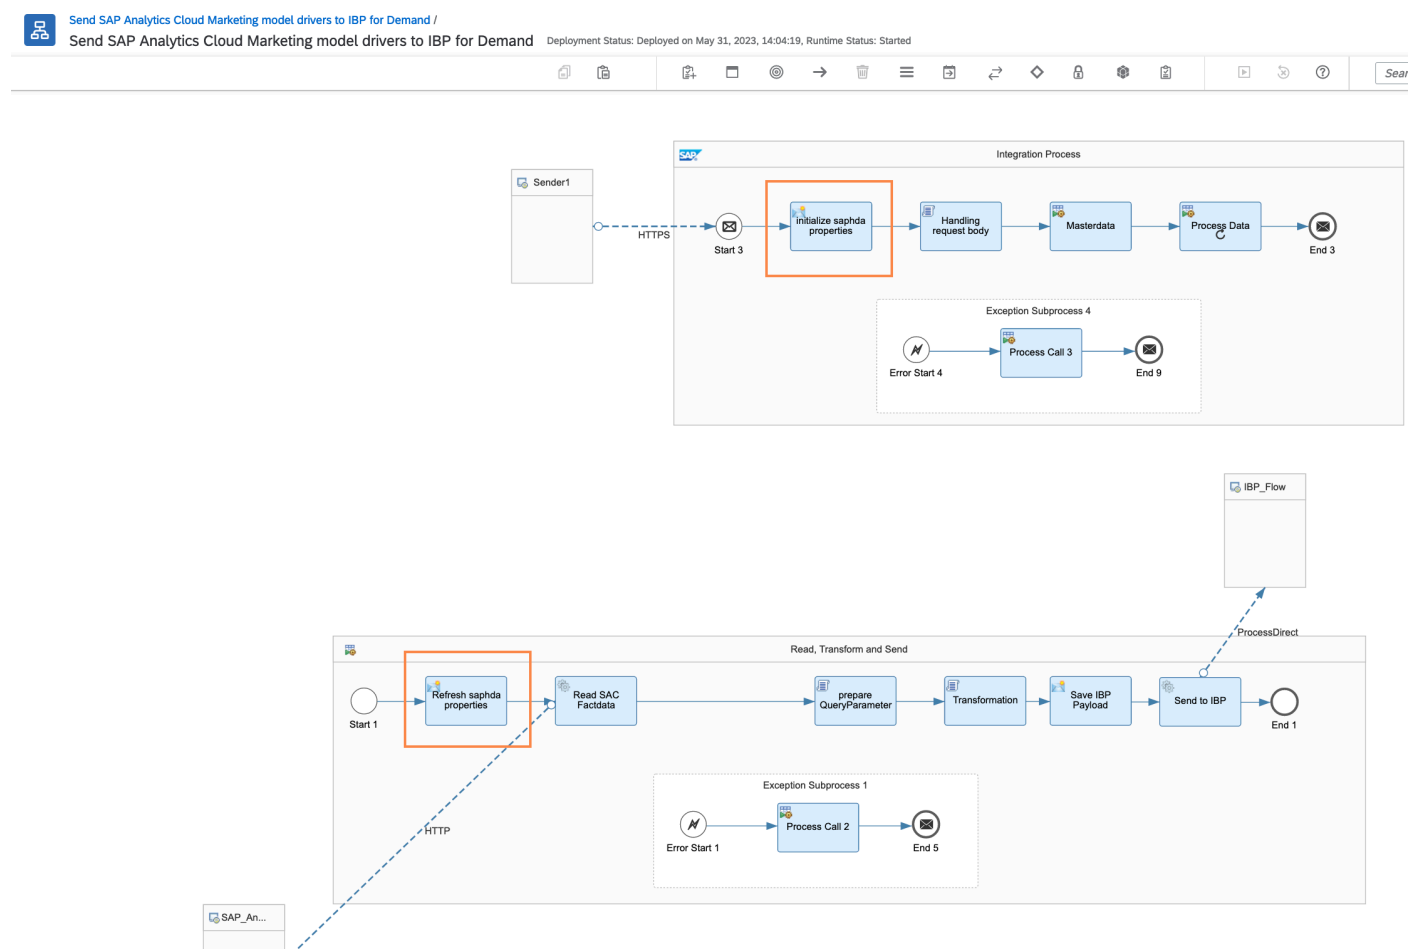 Send SAP Analytics Cloud Marketing model drivers to IBP for Demand /
Send SAP Analytics Cloud Marketing model drivers to IBP for Demand Deployment Status: Deployed on May 31, 2023, 14:04:19, Runtime Status: Started
SAP
Integration Process
Sender1
HTTPS
Start 3
initialize saphda
properties
Handling
request body
Masterdata
Process Data
End 3
Exception Subprocess 4
Error Start 4
Process Call 3
End 9
IBP_Flow
ProcessDirect
Read, Transform and Send
Start 1
Refresh saphda
properties
Read SAC
Factdata
prepare
QueryParameter
Transformation
Save IBP
Payload
Send to IBP
End 1
Exception Subprocess 1
HTTP
Error Start 1
Process Call 2
End 5
SAP_An...